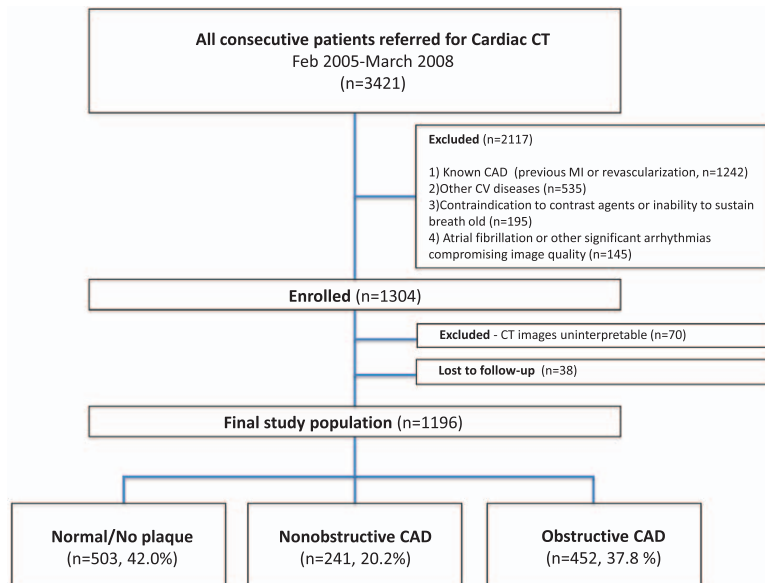 All consecutive patients referred for Cardiac CT
Feb 2005-March 2008
(n=3421)
Excluded (n=2117)
1) Known CAD (previous MI or revascularization, n=1242)
2)Other CV diseases (n=535)
3)Contraindication to contrast agents or inability to sustain
breath old (n=195)
4) Atrial fibrillation or other significant arrhythmias
compromising image quality (n=145)
Enrolled (n=1304)
Excluded - CT images uninterpretable (n=70)
Lost to follow-up (n=38)
Final study population (n=1196)
Normal/No plaque
(n=503, 42.0%)
Nonobstructive CAD
(n=241, 20.2%)
Obstructive CAD
(n=452, 37.8 %)